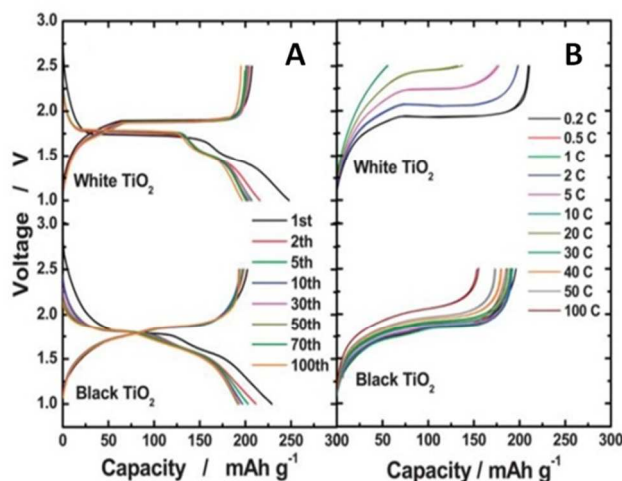 A
B
Voltage / V
3.0
2.5
2.0
1.5
White TiO2
3.0
2.5
2.0
1.5
1.0
Black TiO2
1st
2th
5th
10th
30th
50th
70th
100th
White TiO2
Black TiO2
0.2 C
0.5 C
1 C
2 C
5 C
10 C
20 C
30 C
40 C
50 C
100 C
0 50 100 150 200 250 300
50 100 150 200 250 300
Capacity / mAh g-1
Capacity / mAh g-1